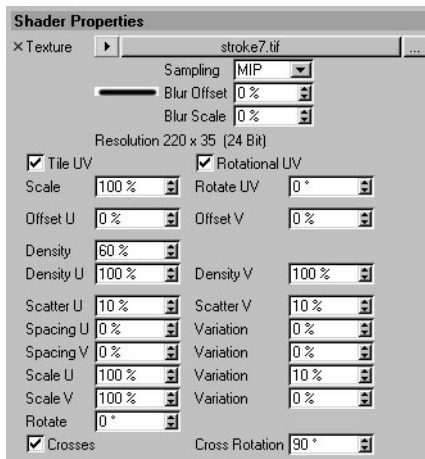 Shader Properties
× Texture stroke7.tif ...
Sampling MIP
Blur Offset 0 %
Blur Scale 0 %
Resolution 220 x 35 (24 Bit)
Tile UV Rotational UV
Scale 100 % Rotate UV 0 °
Offset U 0 % Offset V 0 %
Density 60 %
Density U 100 % Density V 100 %
Scatter U 10 % Scatter V 10 %
Spacing U 0 % Variation 0 %
Spacing V 0 % Variation 0 %
Scale U 100 % Variation 10 %
Scale V 100 % Variation 0 %
Rotate 0 °
Crosses Cross Rotation 90 °